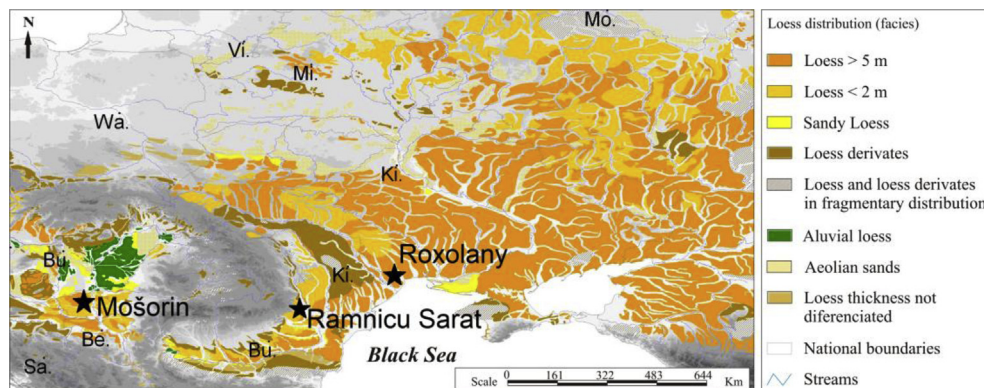 N
Mo.
Vi.
Mi.
Wa.
Ki.
Roxolany
Ki.
Bu.
Mošorin
Ramnicu Sarat
Be.
Bu.
Sa.
Black Sea
Scale 0 161 322 483 644 Km
Loess distribution (facies)
Loess > 5 m
Loess < 2 m
Sandy Loess
Loess derivates
Loess and loess derivates
in fragmentary distribution
Aluvial loess
Aeolian sands
Loess thickness not
diferenciated
National boundaries
Streams